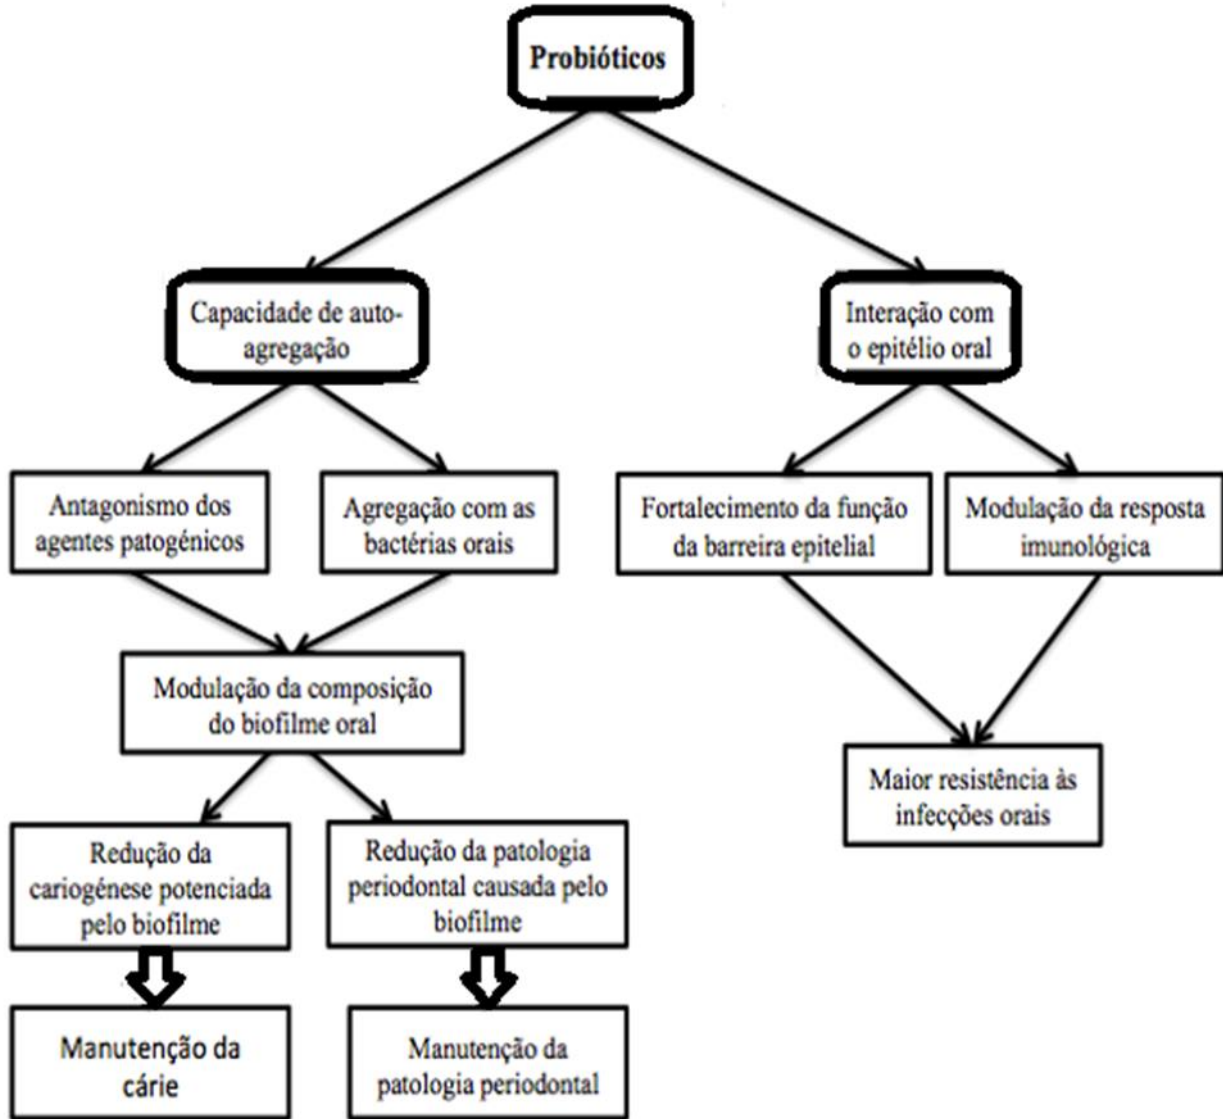 Probióticos
Capacidade de auto-
agregação
Interação com
o epitélio oral
Antagonismo dos
agentes patogénicos
Agregação com as
bactérias orais
Fortalecimento da função
da barreira epitelial
Modulação da resposta
imunológica
Modulação da composição
do biofilme oral
Maior resistência às
infecções orais
Redução da
cariogénese potenciada
pelo biofilme
Redução da patologia
periodontal causada pelo
biofilme
Manutenção da
cárie
Manutenção da
patologia periodontal